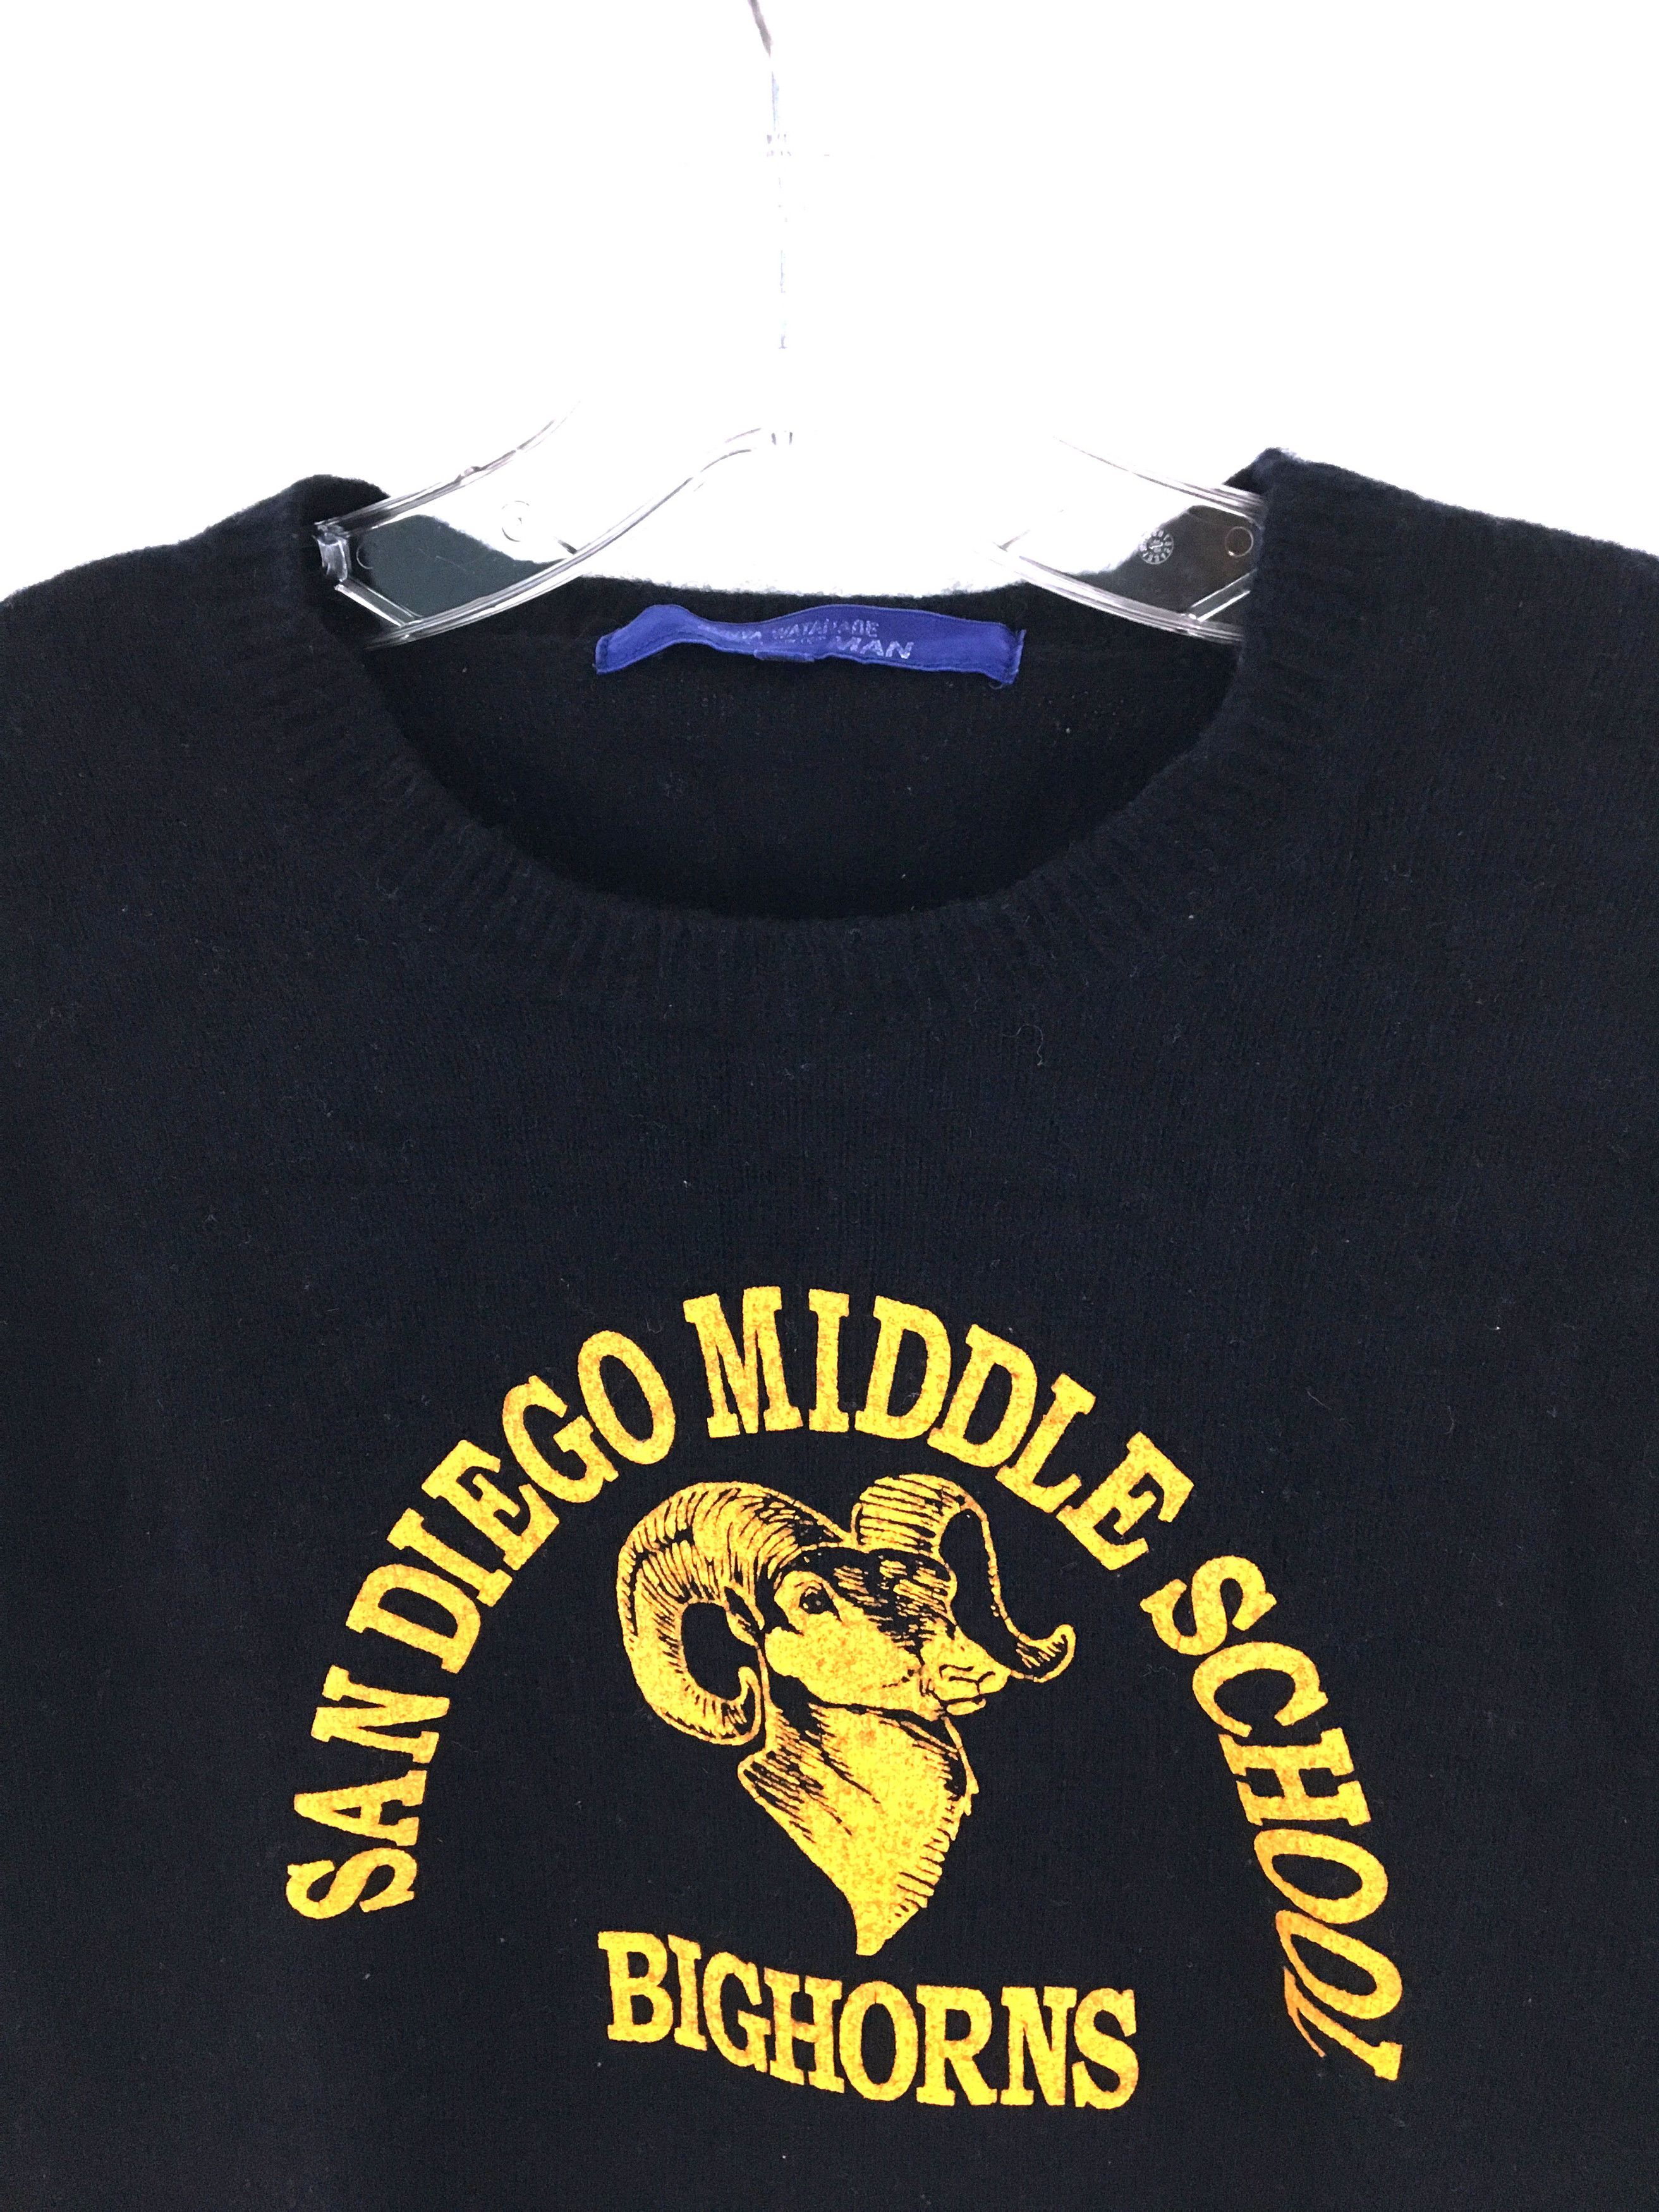 WATANABE
MAN
SAN DIEGO MIDDLE SCHOOL
BIGHORNS